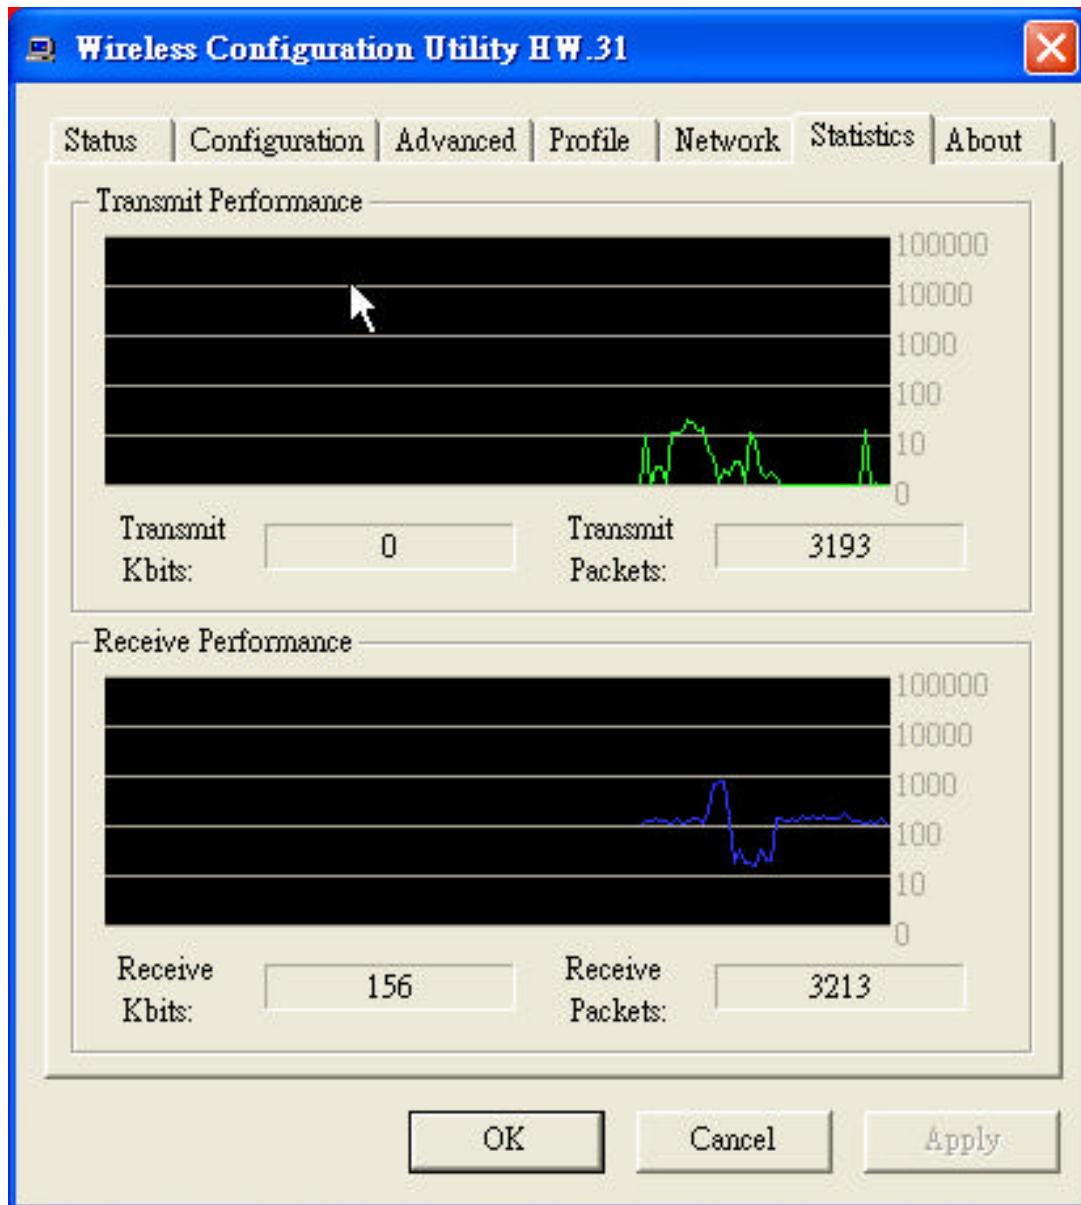 Wireless Configuration Utility HW.31
Status Configuration Advanced Profile Network Statistics About
Transmit Performance
100000
10000
1000
100
10
0
Transmit Kbits:
0
Transmit Packets:
3193
Receive Performance
100000
10000
1000
100
10
0
Receive Kbits:
156
Receive Packets:
3213
OK Cancel Apply